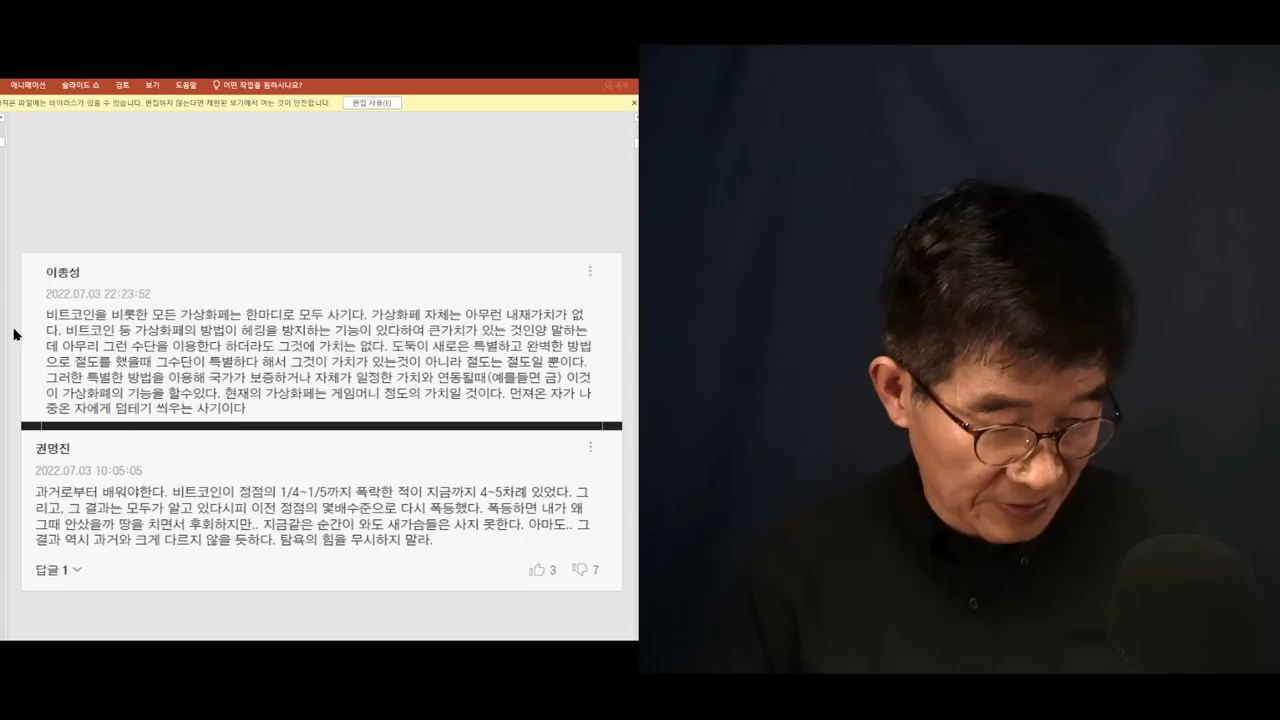 애니메이션 슬라이드 쇼 검토 보기 도움말 어떤 작업을 원하시나요?
파일에는 바이러스가 있을 수 있습니다. 편집하지 않는다면 제한된 보기에서 여는 것이 안전합니다. 편집 사용(E)
이종성
2022.07.03 22:23:52
비트코인을 비롯한 모든 가상화폐는 한마디로 모두 사기다. 가상화폐 자체는 아무런 내재가치가 없
다. 비트코인 등 가상화폐의 방법이 헤킹을 방지하는 기능이 있다하여 큰가치가 있는 것인양 말하는
데 아무리 그런 수단을 이용한다 하더라도 그것에 가치는 없다. 도둑이 새로운 특별하고 완벽한 방법
으로 절도를 했을때 그수단이 특별하다 해서 그것이 가치가 있는것이 아니라 절도는 절도일 뿐이다.
그러한 특별한 방법을 이용해 국가가 보증하거나 자체가 일정한 가치와 연동될때(예를들면 금) 이것
이 가상화폐의 기능을 할수있다. 현재의 가상화폐는 게임머니 정도의 가치일 것이다. 먼져온 자가 나
중온 자에게 덤테기 씌우는 사기이다
권명진
2022.07.03 10:05:05
과거로부터 배워야한다. 비트코인이 정점의 1/4~1/5까지 폭락한 적이 지금까지 4~5차례 있었다. 그
리고, 그 결과는 모두가 알고 있다시피 이전 정점의 몇배수준으로 다시 폭등했다. 폭등하면 내가 왜
그때 안샀을까 땅을 치면서 후회하지만.. 지금같은 순간이 와도 새가슴들은 사지 못한다. 아마도.. 그
결과 역시 과거와 크게 다르지 않을 듯하다. 탐욕의 힘을 무시하지 말라.
답글 1 3 7